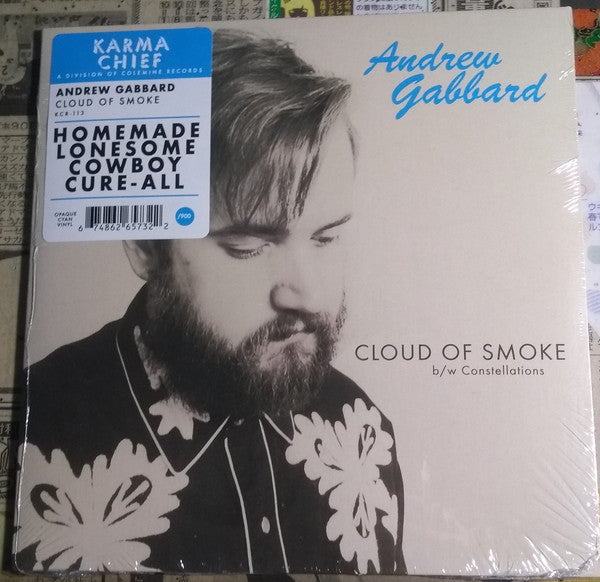 KARMA
CHIEF
A DIVISION OF COLEMINE RECORDS
ANDREW GABBARD
CLOUD OF SMOKE
KCR-113
HOMEMADE
LONESOME
COWBOY
CURE-ALL
OPAQUE
CYAN
VINYL
6 74862 65732 2
/900
Andrew
Gabbard
CLOUD OF SMOKE
b/w Constellations